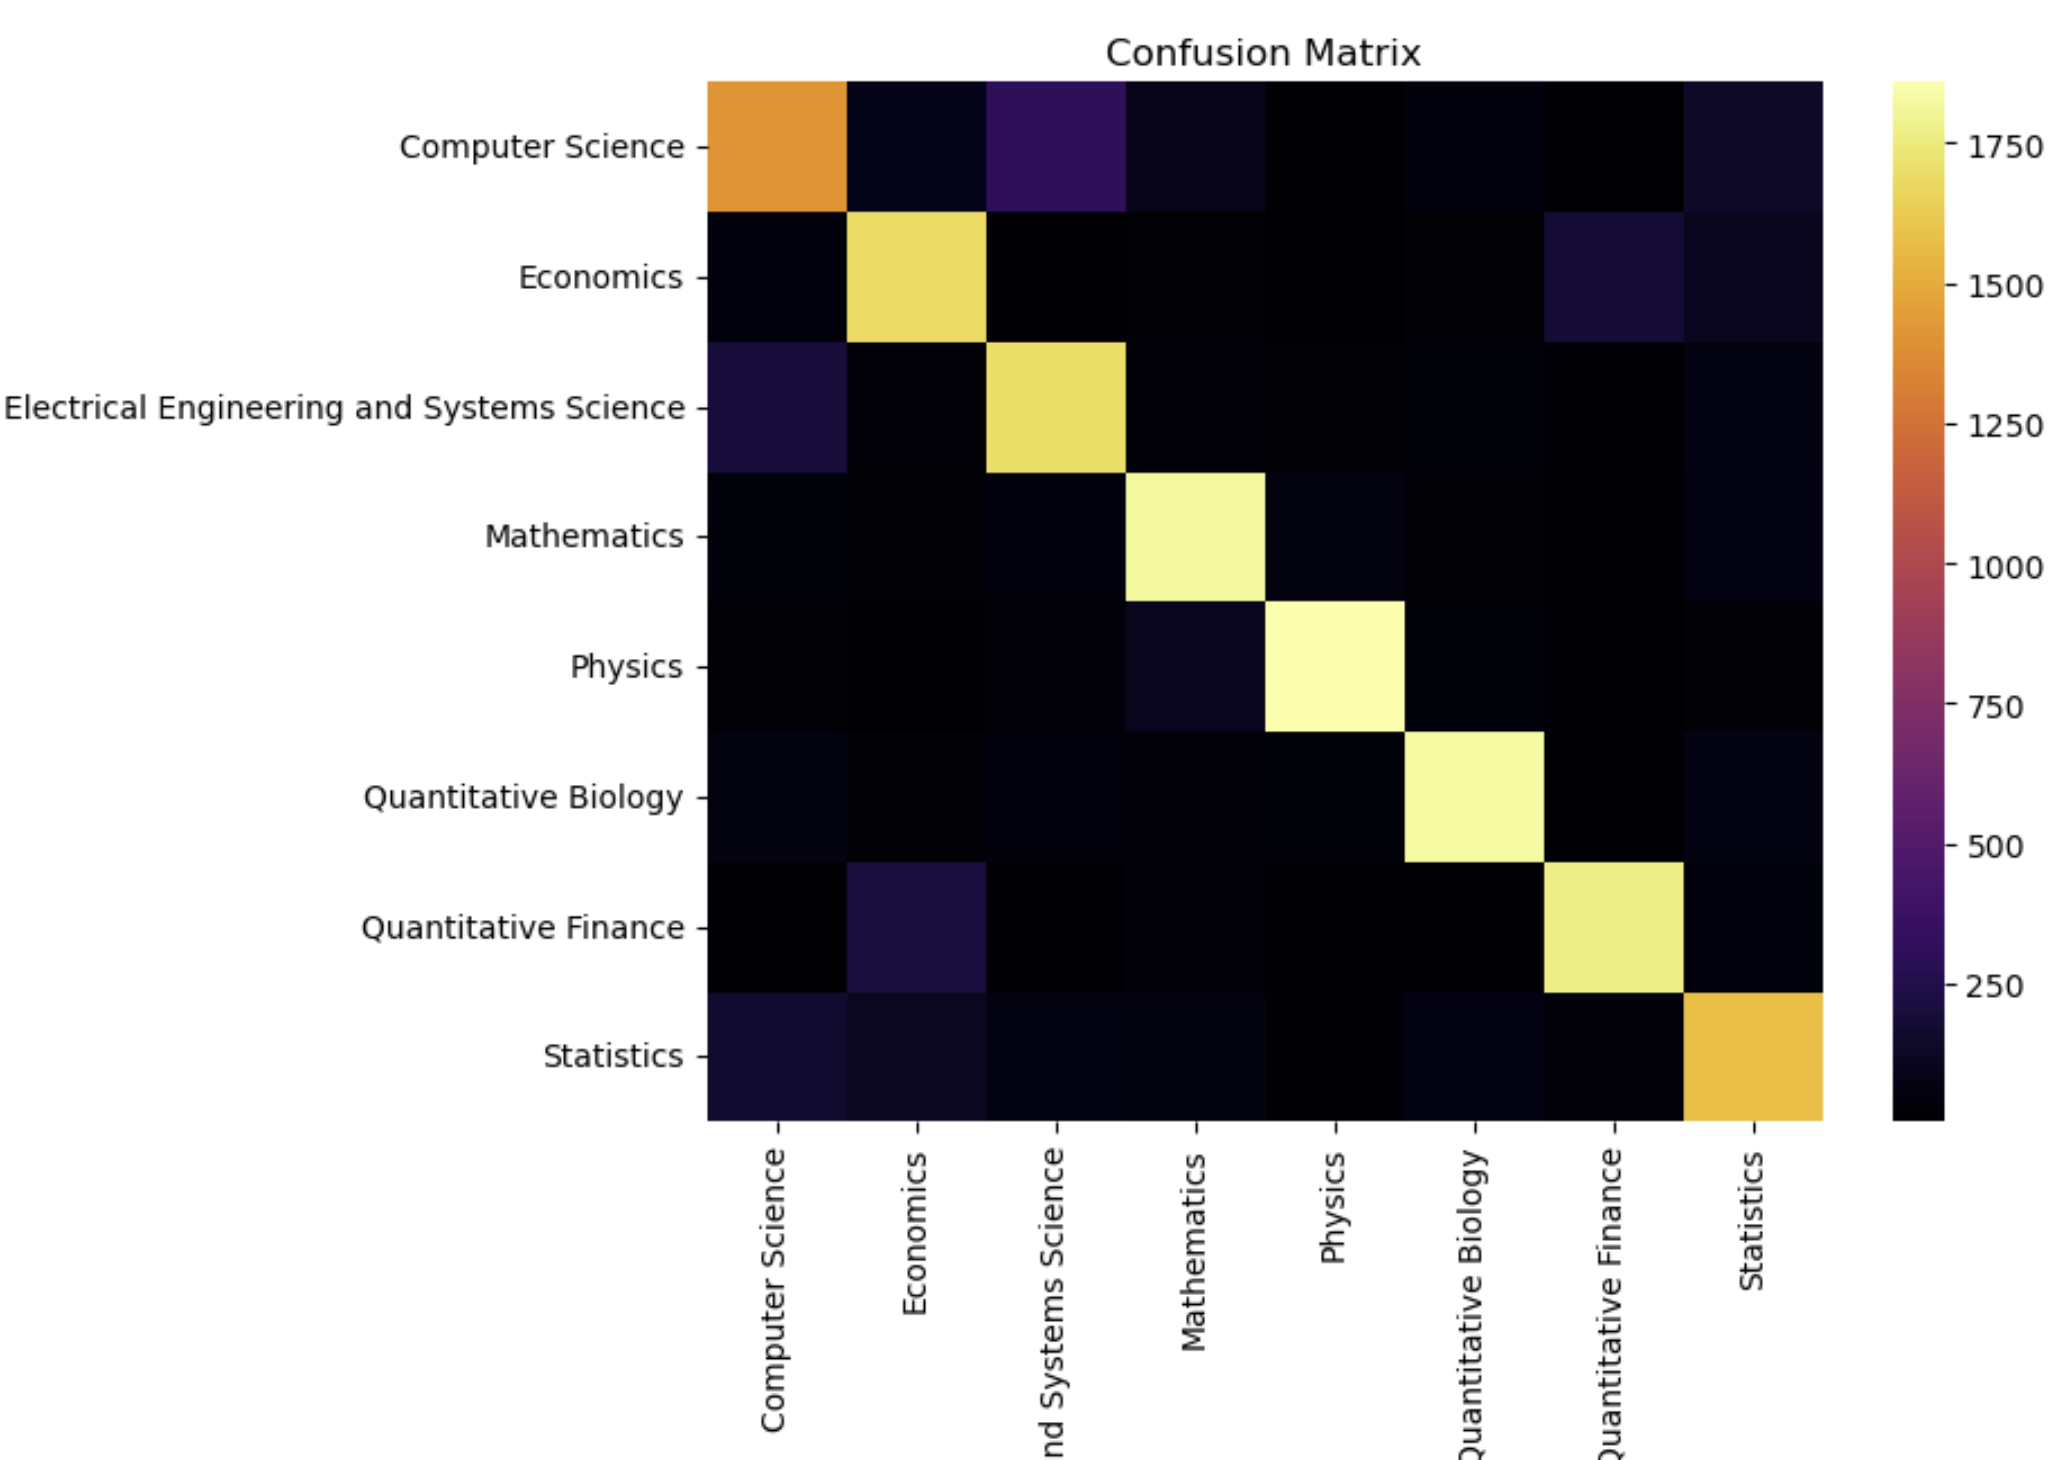 Confusion Matrix
Computer Science
Economics
Electrical Engineering and Systems Science
Mathematics
Physics
Quantitative Biology
Quantitative Finance
Statistics
1750
1500
1250
1000
750
500
250
Computer Science
Economics
nd Systems Science
Mathematics
Physics
Quantitative Biology
Quantitative Finance
Statistics